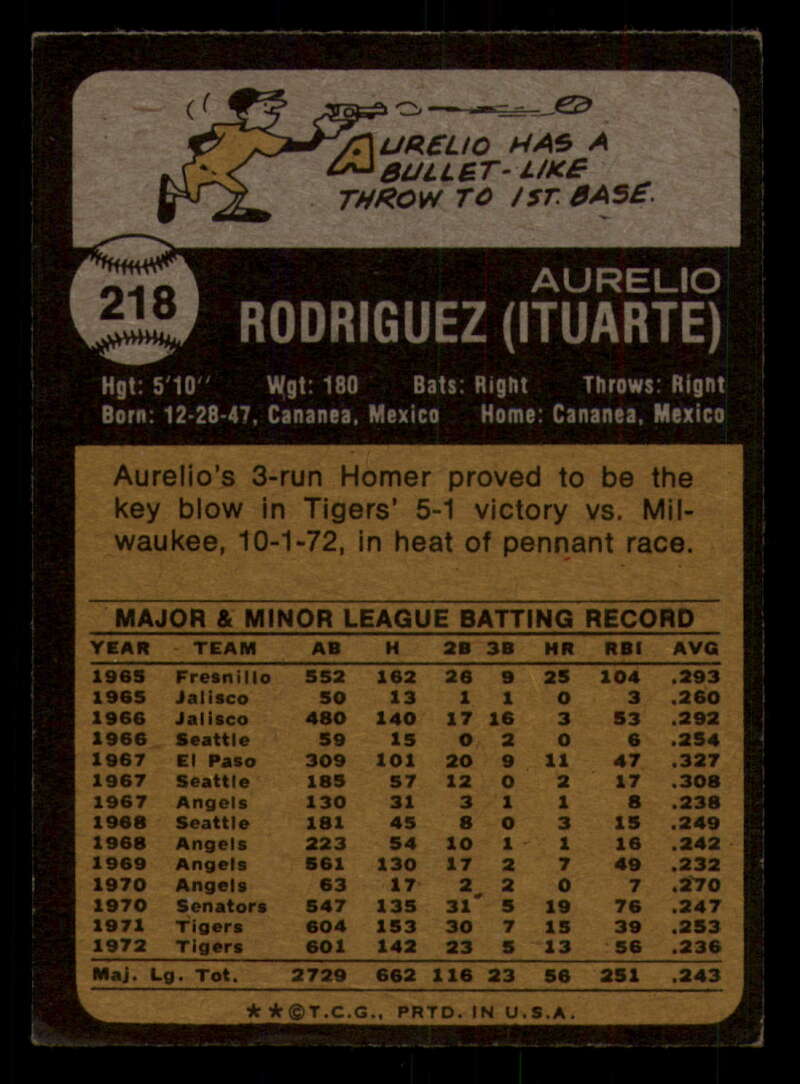 AURELIO HAS A
BULLET-LIKE
THROW TO 1ST. BASE.
218
AURELIO
RODRIGUEZ (ITUARTE)
Hgt: 5'10" Wgt: 180 Bats: Right Throws: Right
Born: 12-28-47, Cananea, Mexico Home: Cananea, Mexico
Aurelio's 3-run Homer proved to be the
key blow in Tigers' 5-1 victory vs. Mil-
waukee, 10-1-72, in heat of pennant race.
MAJOR & MINOR LEAGUE BATTING RECORD
YEAR TEAM AB H 2B 3B HR RBI AVG
1965 Fresnillo 552 162 26 9 25 104 .293
1965 Jalisco 50 13 1 1 0 3 .260
1966 Jalisco 480 140 17 16 3 53 .292
1966 Seattle 59 15 0 2 0 6 .254
1967 El Paso 309 101 20 9 11 47 .327
1967 Seattle 185 57 12 0 2 17 .308
1967 Angels 130 31 3 1 1 8 .238
1968 Seattle 181 45 8 0 3 15 .249
1968 Angels 223 54 10 1 1 16 .242
1969 Angels 561 130 17 2 7 49 .232
1970 Angels 63 17 2 2 0 7 .270
1970 Senators 547 135 31 5 19 76 .247
1971 Tigers 604 153 30 7 15 39 .253
1972 Tigers 601 142 23 5 13 56 .236
Maj. Lg. Tot. 2729 662 116 23 56 251 .243
★★©T.C.G., PRTD. IN U.S.A.